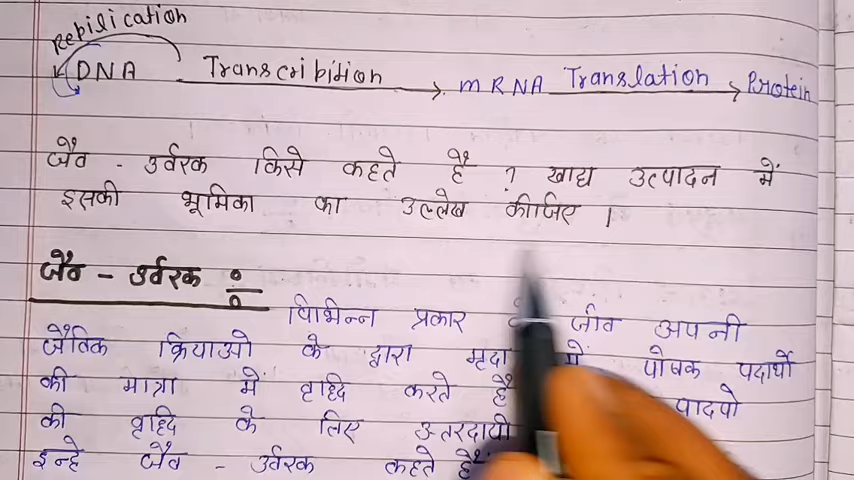 Repilication
DNA Transcribition mRNA Translation Protein
जैव - उर्वरक किसे कहते है ? खाद्य उत्पादन में
इसकी भूमिका का उल्लेख कीजिए ।
जैव - उर्वरक :
विभिन्न प्रकार जीव अपनी
जैविक क्रियाओ के द्वारा मृदा में पोषक पदार्थो
की मात्रा में वृद्दि करते है पादपो
की वृद्दि के लिए उत्तरदायी
इन्हे जैव - उर्वरक कहते है